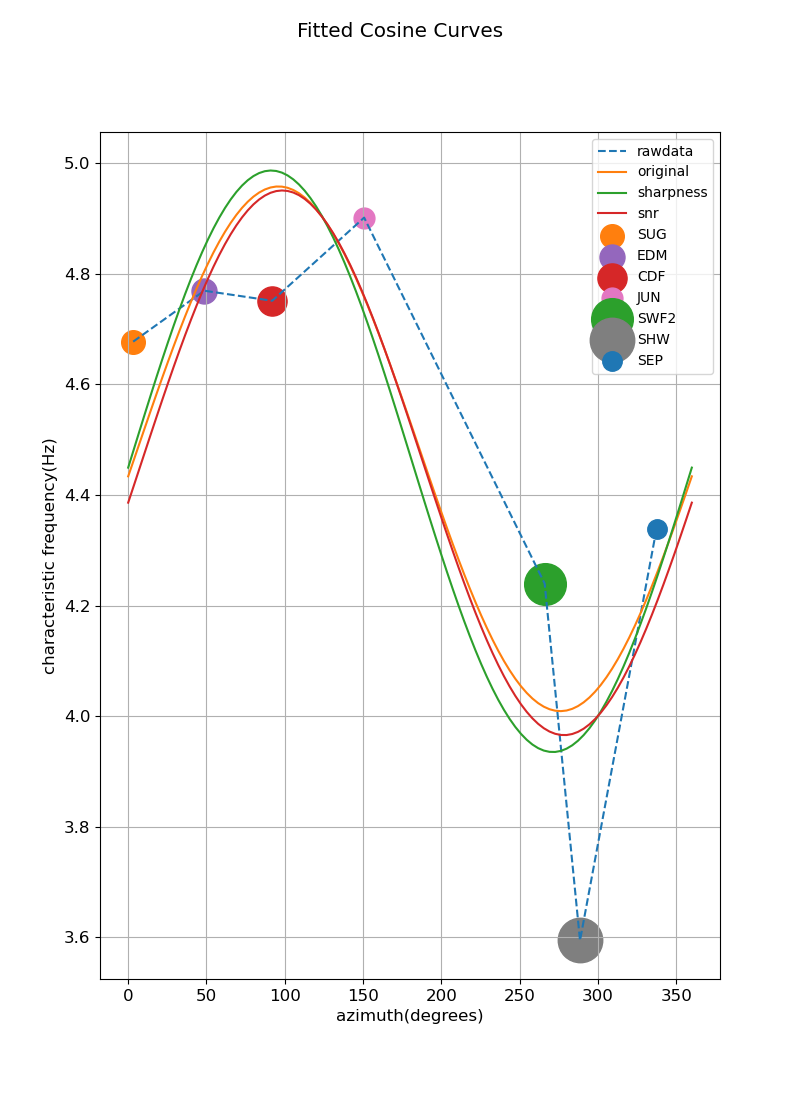 Fitted Cosine Curves
5.0
4.8
4.6
4.4
4.2
4.0
3.8
3.6
characteristic frequency(Hz)
rawdata
original
sharpness
snr
SUG
EDM
CDF
JUN
SWF2
SHW
SEP
0 50 100 150 200 250 300 350
azimuth(degrees)